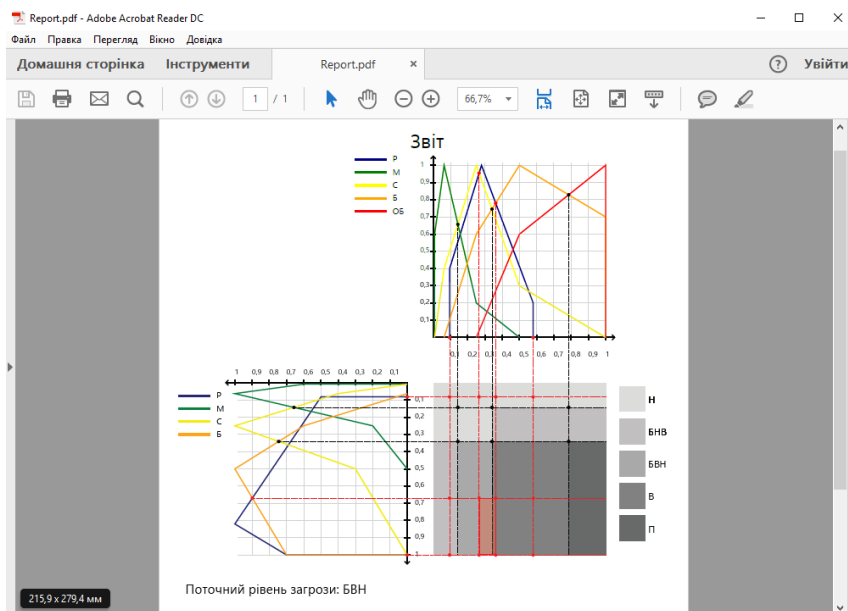 Report.pdf - Adobe Acrobat Reader DC
Файл Правка Перегляд Вікно Довідка
Домашня сторінка Інструменти Report.pdf × ? Увійти
1 / 1 66,7%
Звіт
Р
М
С
Б
ОБ
1
0,9
0,8
0,7
0,6
0,5
0,4
0,3
0,2
0,1
0,1 0,2 0,3 0,4 0,5 0,6 0,7 0,8 0,9 1
1 0,9 0,8 0,7 0,6 0,5 0,4 0,3 0,2 0,1
Р
М
С
Б
0,1
0,2
0,3
0,4
0,5
0,6
0,7
0,8
0,9
1
Н
БНВ
БВН
В
П
Поточний рівень загрози: БВН
215,9 x 279,4 мм